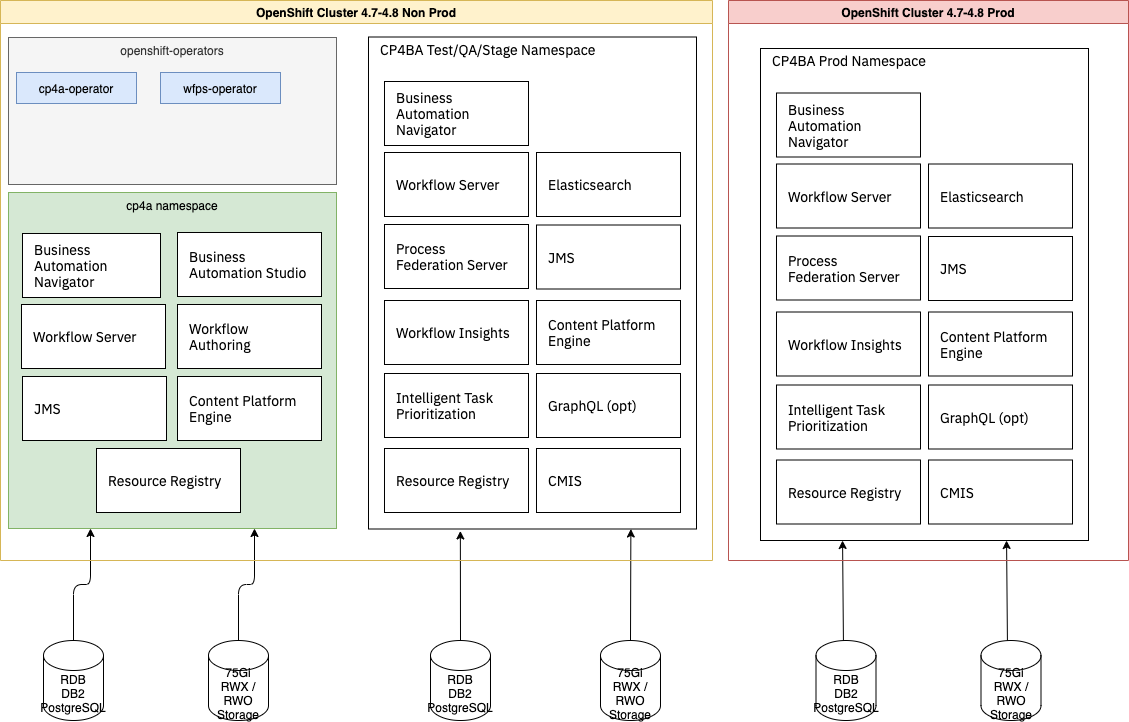 OpenShift Cluster 4.7-4.8 Non Prod
openshift-operators
cp4a-operator
wfps-operator
cp4a namespace
Business
Automation
Navigator
Business
Automation Studio
Workflow Server
Workflow
Authoring
JMS
Content Platform
Engine
Resource Registry
CP4BA Test/QA/Stage Namespace
Business
Automation
Navigator
Workflow Server
Elasticsearch
Process
Federation Server
JMS
Workflow Insights
Content Platform
Engine
Intelligent Task
Prioritization
GraphQL (opt)
Resource Registry
CMIS
OpenShift Cluster 4.7-4.8 Prod
CP4BA Prod Namespace
Business
Automation
Navigator
Workflow Server
Elasticsearch
Process
Federation Server
JMS
Workflow Insights
Content Platform
Engine
Intelligent Task
Prioritization
GraphQL (opt)
Resource Registry
CMIS
RDB
DB2
PostgreSQL
75Gi
RWX /
RWO
Storage
RDB
DB2
PostgreSQL
75Gi
RWX /
RWO
Storage
RDB
DB2
PostgreSQL
75Gi
RWX /
RWO
Storage